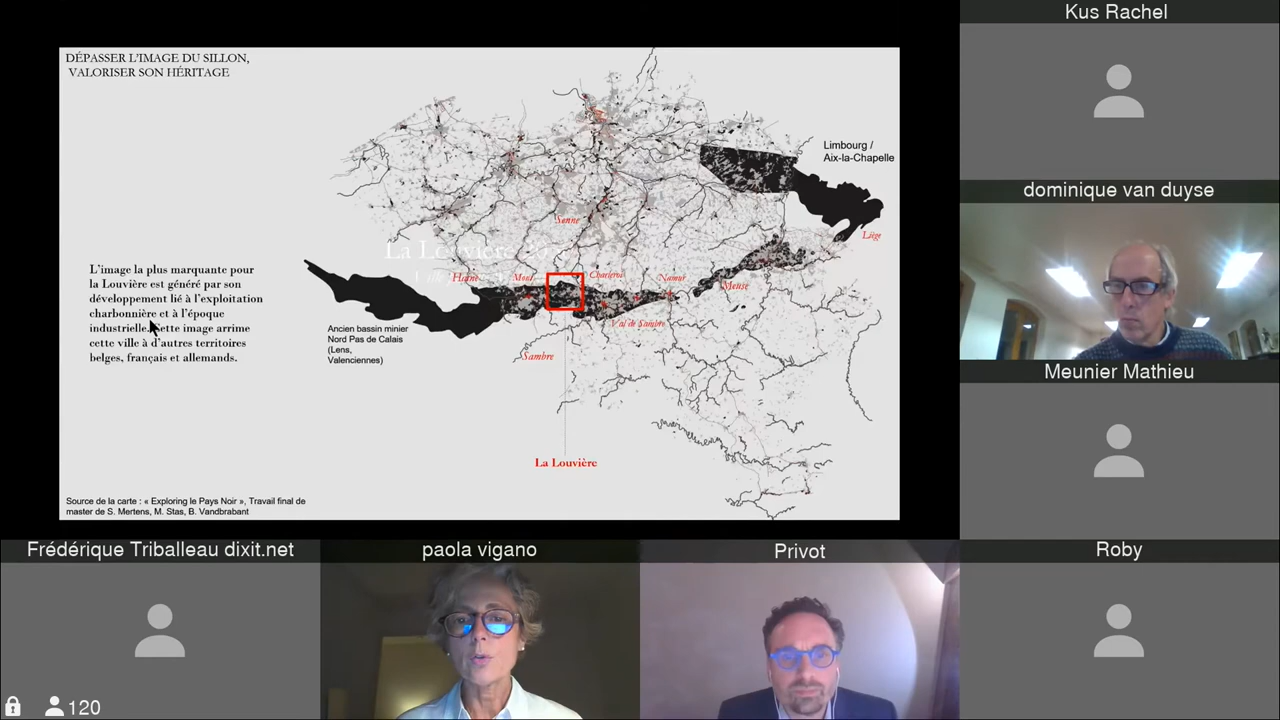 DÉPASSER L'IMAGE DU SILLON,
VALORISER SON HÉRITAGE
Limbourg /
Aix-la-Chapelle
Senne
Liège
La Louvière
Haine
Mons
Charleroi
Namur
Meuse
Val de Sambre
Sambre
L'image la plus marquante pour
la Louvière est généré par son
développement lié à l'exploitation
charbonnière et à l'époque
industrielle. Cette image arrime
cette ville à d'autres territoires
belges, français et allemands.
Ancien bassin minier
Nord Pas de Calais
(Lens,
Valenciennes)
La Louvière
Source de la carte : « Exploring le Pays Noir », Travail final de
master de S. Mertens, M. Stas, B. Vandbrabant
Kus Rachel
dominique van duyse
Meunier Mathieu
Frédérique Triballeau dixit.net
paola vigano
Privot
Roby
120